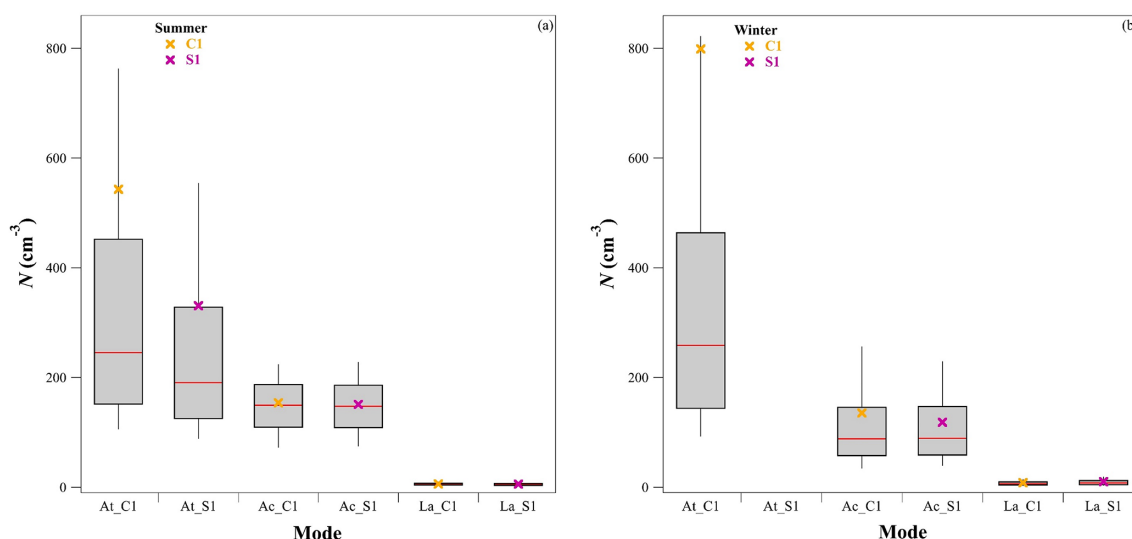 Summer
C1
S1
(a)
800
600
400
200
0
N (cm-3)
At_C1 At_S1 Ac_C1 Ac_S1 La_C1 La_S1
Mode
Winter
C1
S1
(b
800
600
400
200
0
N (cm-3)
At_C1 At_S1 Ac_C1 Ac_S1 La_C1 La_S1
Mode